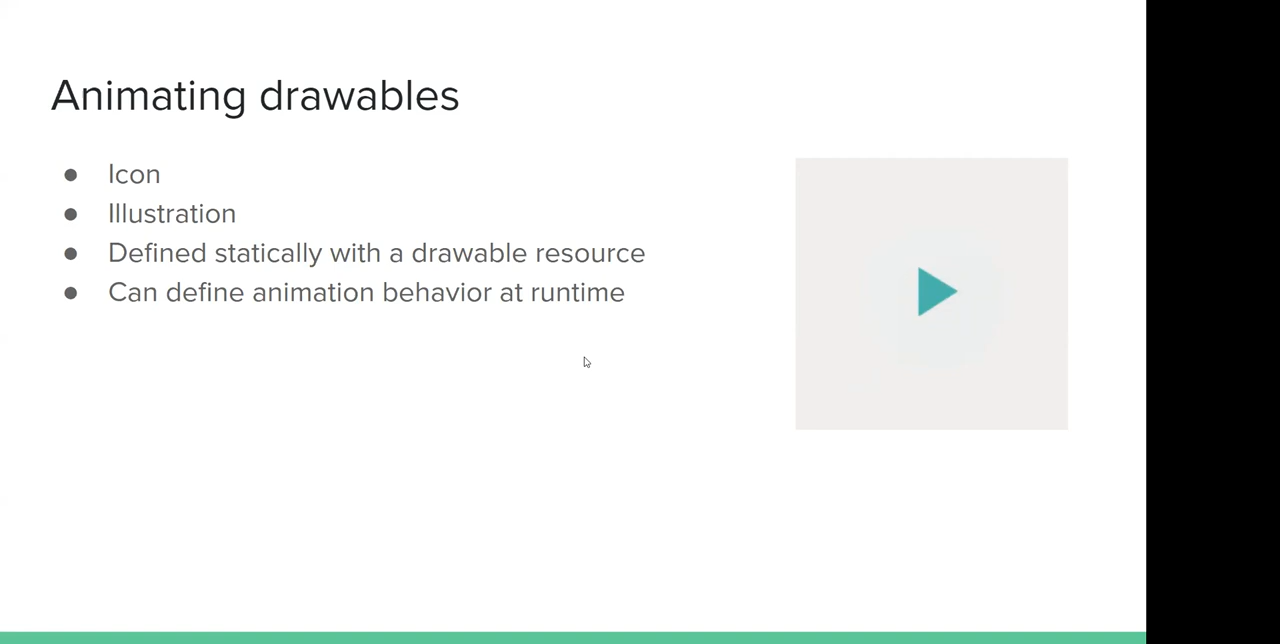 Animating drawables
Icon
Illustration
Defined statically with a drawable resource
Can define animation behavior at runtime